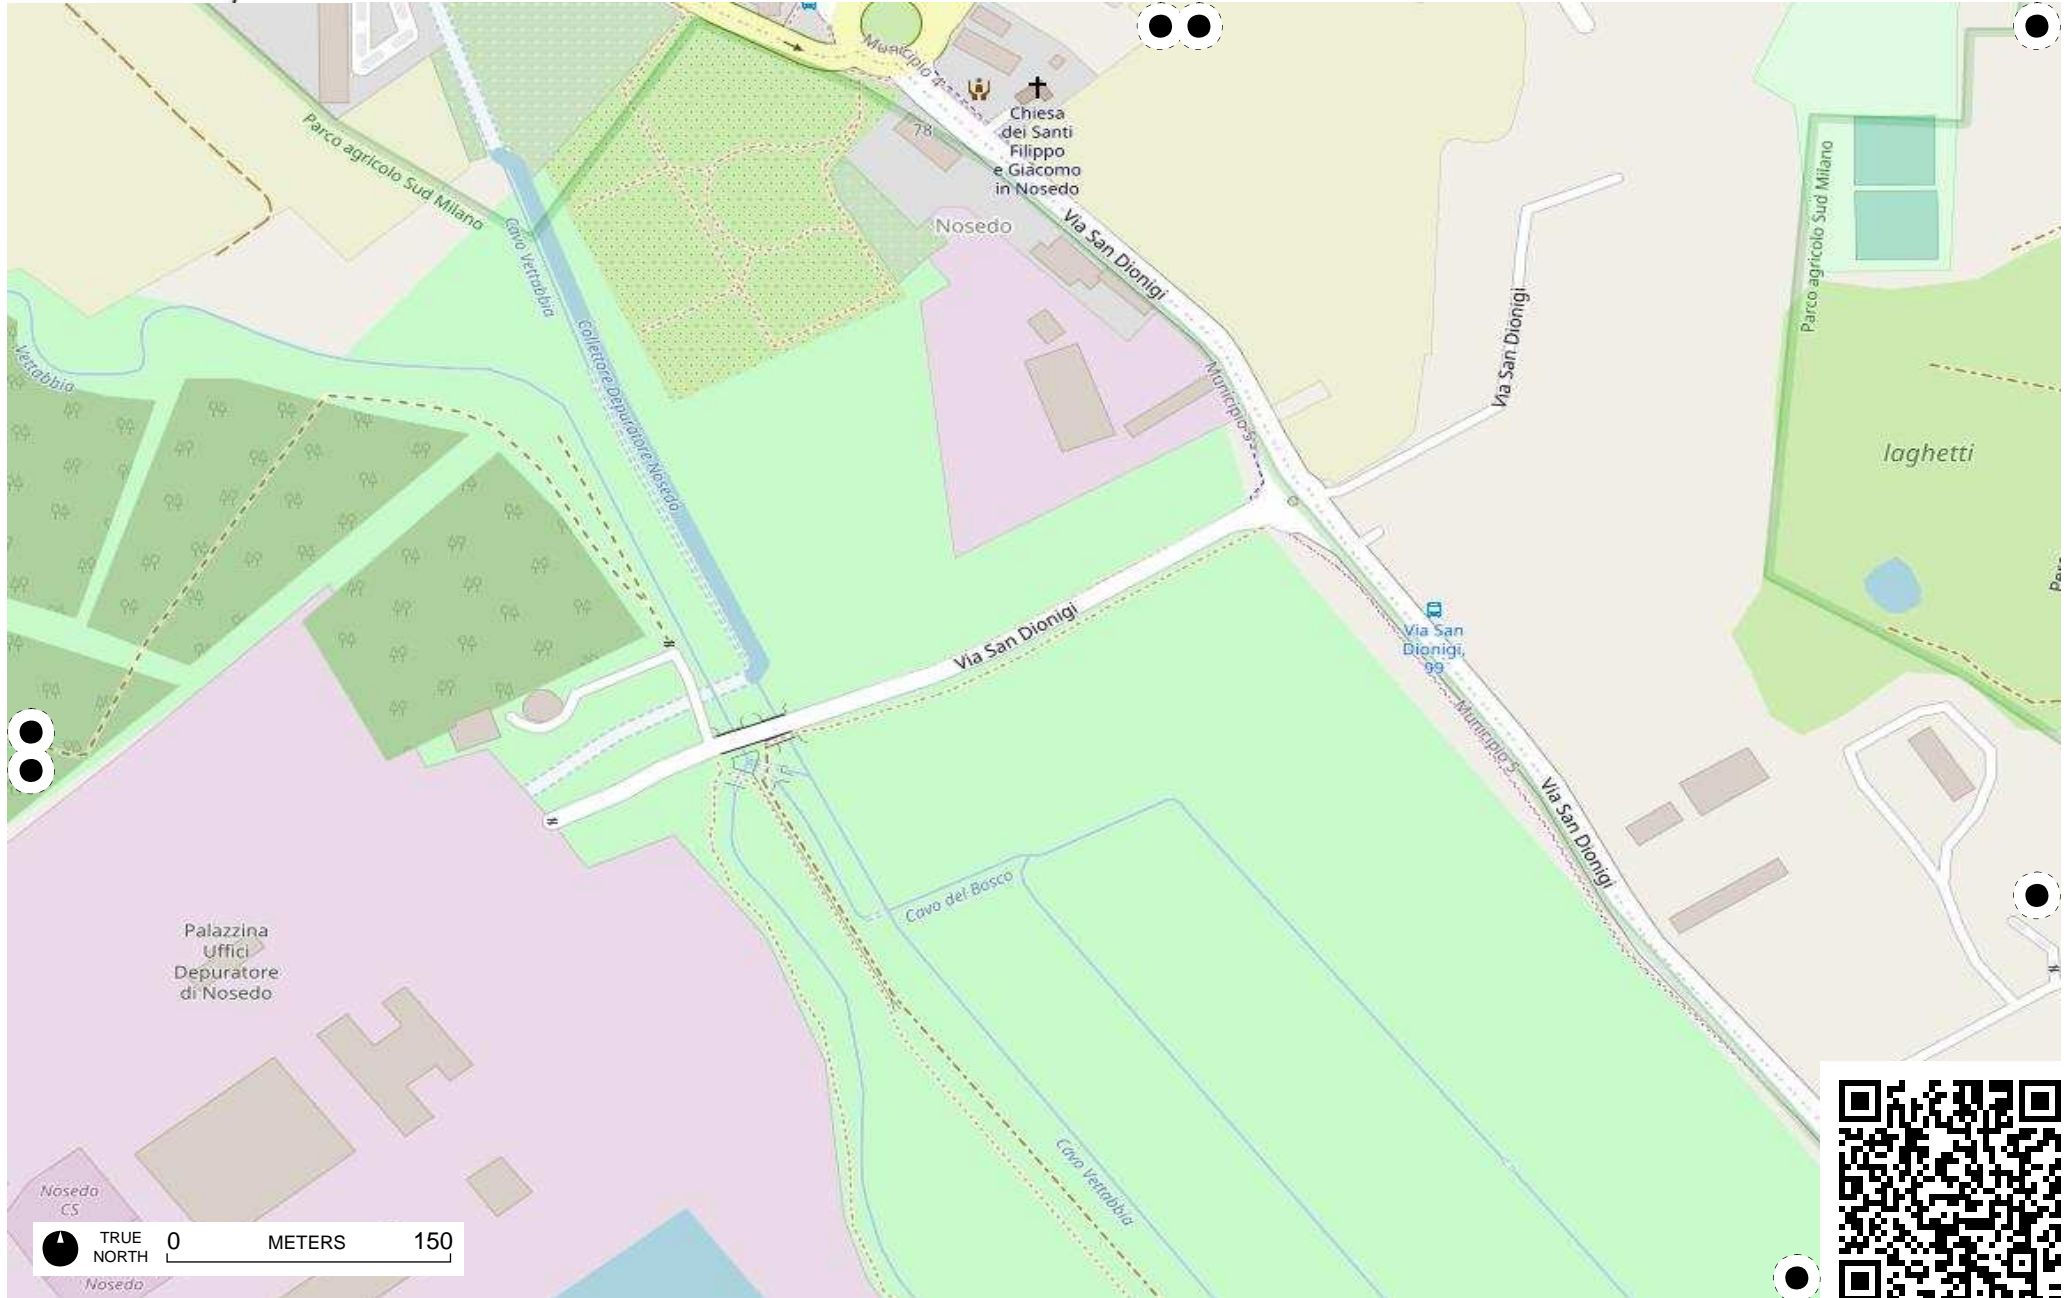 Municipio 4
Parco agricolo Sud Milano
78
Chiesa
dei Santi
Filippo
e Giacomo
in Nosedo
Nosedo
Via San Dionigi
Parco agricolo Sud Milano
Cavo Vettabbia
Collettore Depuratore Nosedo
Vettabbia
Municipio 5
Via San Dionigi
laghetti
Via San Dionigi
Via San
Dionigi,
99
Municipio 5
Via San Dionigi
Cavo del Bosco
Palazzina
Uffici
Depuratore
di Nosedo
Cavo Vettabbia
Nosedo
CS
TRUE
NORTH
0 METERS 150
Nosedo